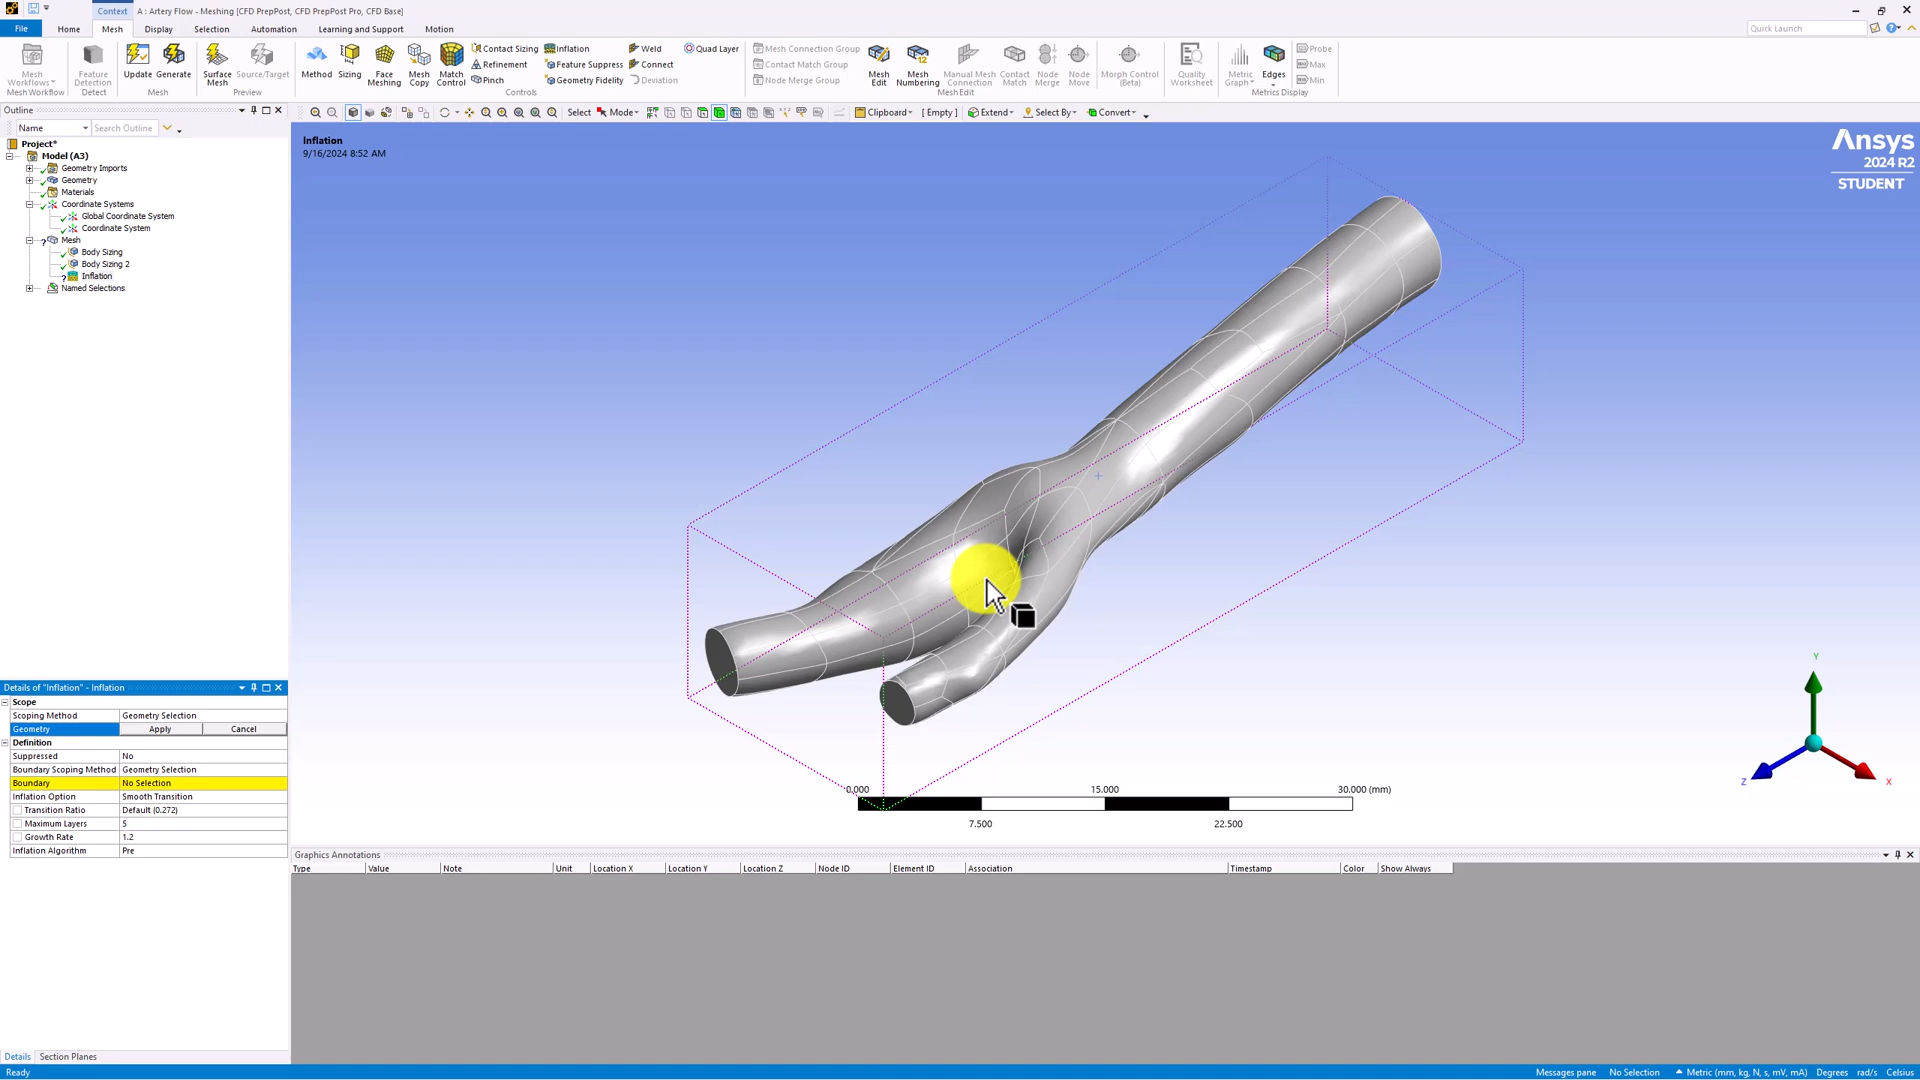 Context A : Artery Flow - Meshing [CFD PrepPost, CFD PrepPost Pro, CFD Base]
File Home Mesh Display Selection Automation Learning and Support Motion Quick Launch
Mesh Workflows Feature Detect Update Generate Surface Mesh Source/Target Method Sizing Face Meshing Mesh Copy Match Control
Contact Sizing Inflation Weld Quad Layer
Refinement Feature Suppress Connect
Pinch Geometry Fidelity Deviation
Mesh Connection Group
Contact Match Group
Node Merge Group
Mesh Edit Mesh Numbering Manual Mesh Connection Contact Match Node Merge Node Move Morph Control (Beta) Quality Worksheet Metric Graph Edges
Probe
Max
Min
MeshWorkflow Mesh Preview Controls MeshEdit Metrics Display
Outline
Name Search Outline
Select Mode Clipboard [ Empty ] Extend Select By Convert
Project*
Model (A3)
Geometry Imports
Geometry
Materials
Coordinate Systems
Global Coordinate System
Coordinate System
Mesh
Body Sizing
Body Sizing 2
Inflation
Named Selections
Inflation
9/16/2024 8:52 AM
Ansys
2024 R2
STUDENT
Details of "Inflation" - Inflation
Scope
Scoping Method Geometry Selection
Geometry Apply Cancel
Definition
Suppressed No
Boundary Scoping Method Geometry Selection
Boundary No Selection
Inflation Option Smooth Transition
Transition Ratio Default (0.272)
Maximum Layers 5
Growth Rate 1.2
Inflation Algorithm Pre
0.000 15.000 30.000 (mm)
7.500 22.500
Y
Z X
Graphics Annotations
Type Value Note Unit Location X Location Y Location Z Node ID Element ID Association Timestamp Color Show Always
Details Section Planes
Ready Messages pane No Selection Metric (mm, kg, N, s, mV, mA) Degrees rad/s Celsius